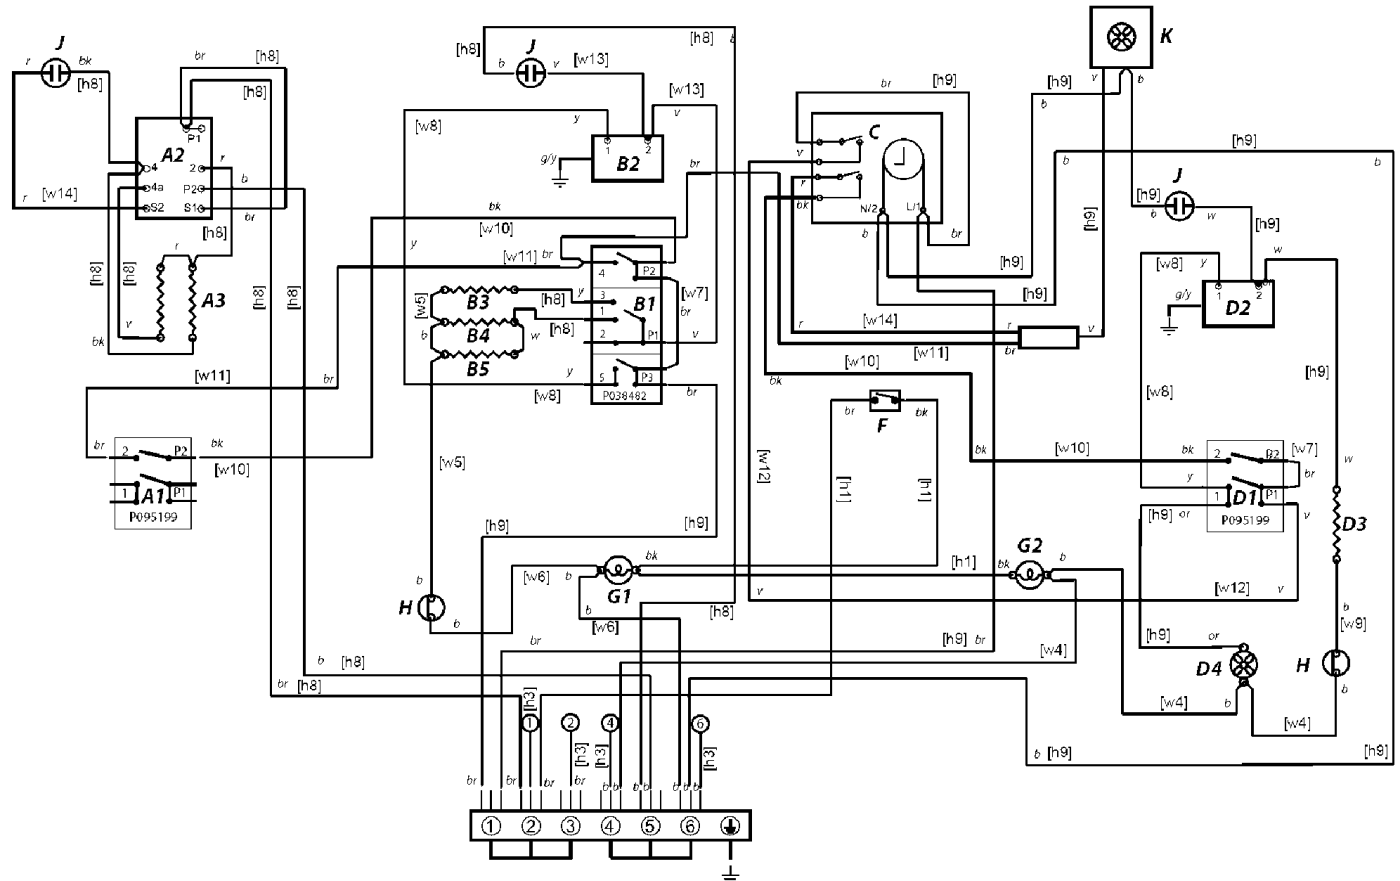 J
r
bk
[h8]
br
[h8]
[h8]
P1
A2
4
2
4a
P2
S2
S1
r
[w14]
r
b
br
[h8]
r
[h8]
[h8]
v
A3
bk
[h8]
[h8]
[w11]
br
br
2
P2
bk
[w10]
1
A1
P1
P095199
[h8]
b
J
v
[w13]
[h8]
[w8]
y
[w13]
v
g/y
1
2
B2
br
bk
[w10]
y
[w11]
br
4
P2
[w7]
[w5]
B3
[h8]
y
3
B1
br
1
b
B4
w
[h8]
2
P1
v
B5
y
5
P3
[w8]
P038482
br
[w5]
[h9]
[h9]
b
H
b
[w6]
b
bk
G1
b
[w6]
[h8]
br
b
[h8]
br
[h8]
[h3]
1
2
4
6
[h3]
[h3]
[h3]
br
br
br
br
b
b
b
b
b
b
b
1
2
3
4
5
6
br
[h9]
C
v
r
bk
N/2
L/1
b
br
K
v
b
[h9]
b
[h9]
b
b
J
[h9]
b
w
[h9]
[h9]
[h9]
[h9]
w
[w8]
y
g/y
1
2
D2
r
[w14]
br
[w11]
v
[w10]
bk
br
F
bk
[h9]
[w8]
[w12]
[h1]
[h1]
bk
[w10]
bk
2
P2
[w7]
br
y
1
D1
P1
[h9]
or
P095199
v
w
D3
G2
[h1]
bk
b
v
[w12]
v
b
[w9]
[h9]
br
[w4]
[h9]
or
D4
H
b
b
[w4]
[w4]
b
[h9]
[h9]